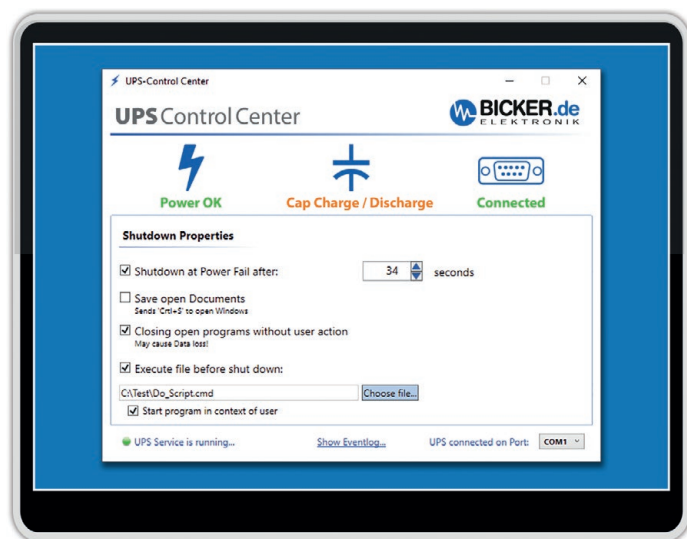 UPS-Control Center
UPS Control Center
BICKER.de
ELEKTRONIK
Power OK
Cap Charge / Discharge
Connected
Shutdown Properties
Shutdown at Power Fail after: 34 seconds
Save open Documents
Sends 'Crtl+S' to open Windows
Closing open programs without user action
May cause Data loss!
Execute file before shut down:
C:\Test\Do_Script.cmd Choose file...
Start program in context of user
UPS Service is running... Show Eventlog... UPS connected on Port: COM1